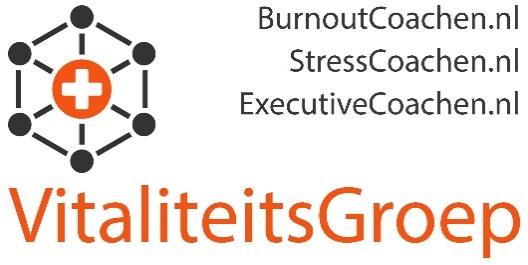 BurnoutCoachen.nl
StressCoachen.nl
ExecutiveCoachen.nl
VitaliteitsGroep